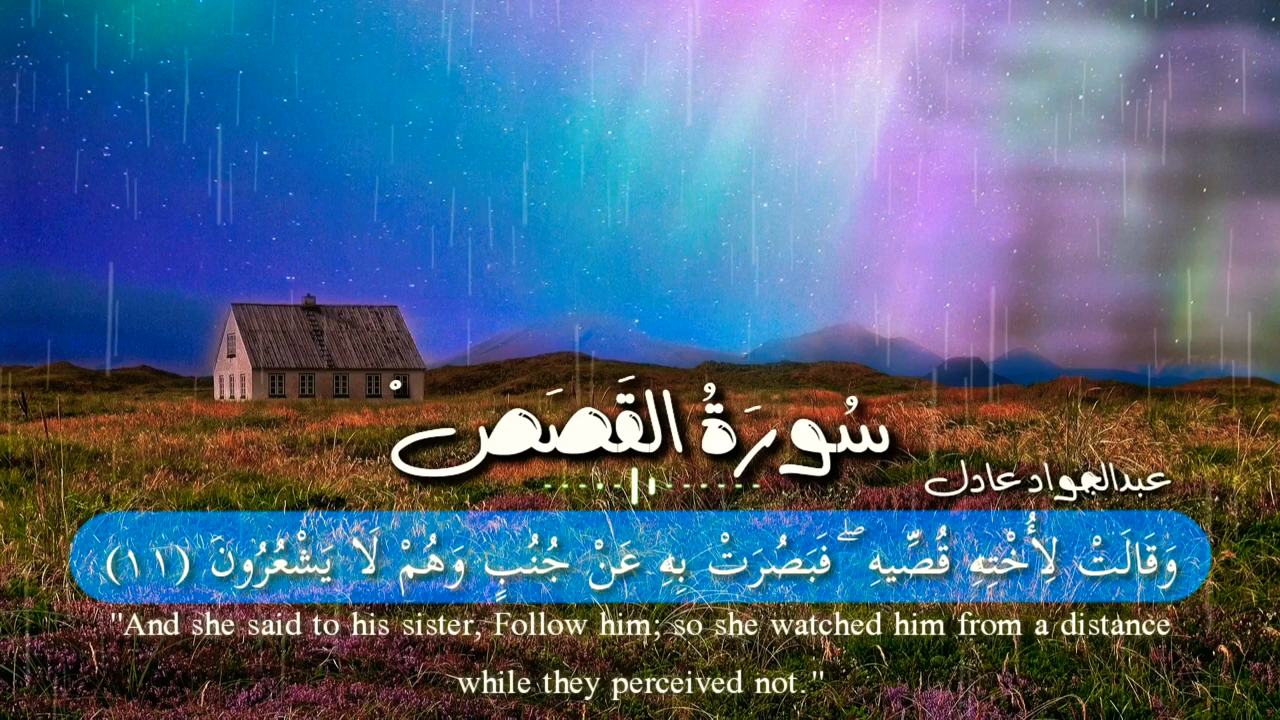 سُورَةُ القَصَصَ
عبدالجواد عادل
وَقَالَتْ لِأُخْتِهِ قُصِّيهِ ۖ فَبَصُرَتْ بِهِ عَنْ جُنُبٍ وَهُمْ لَا يَشْعُرُونَ (١١)
"And she said to his sister, Follow him; so she watched him from a distance
while they perceived not."